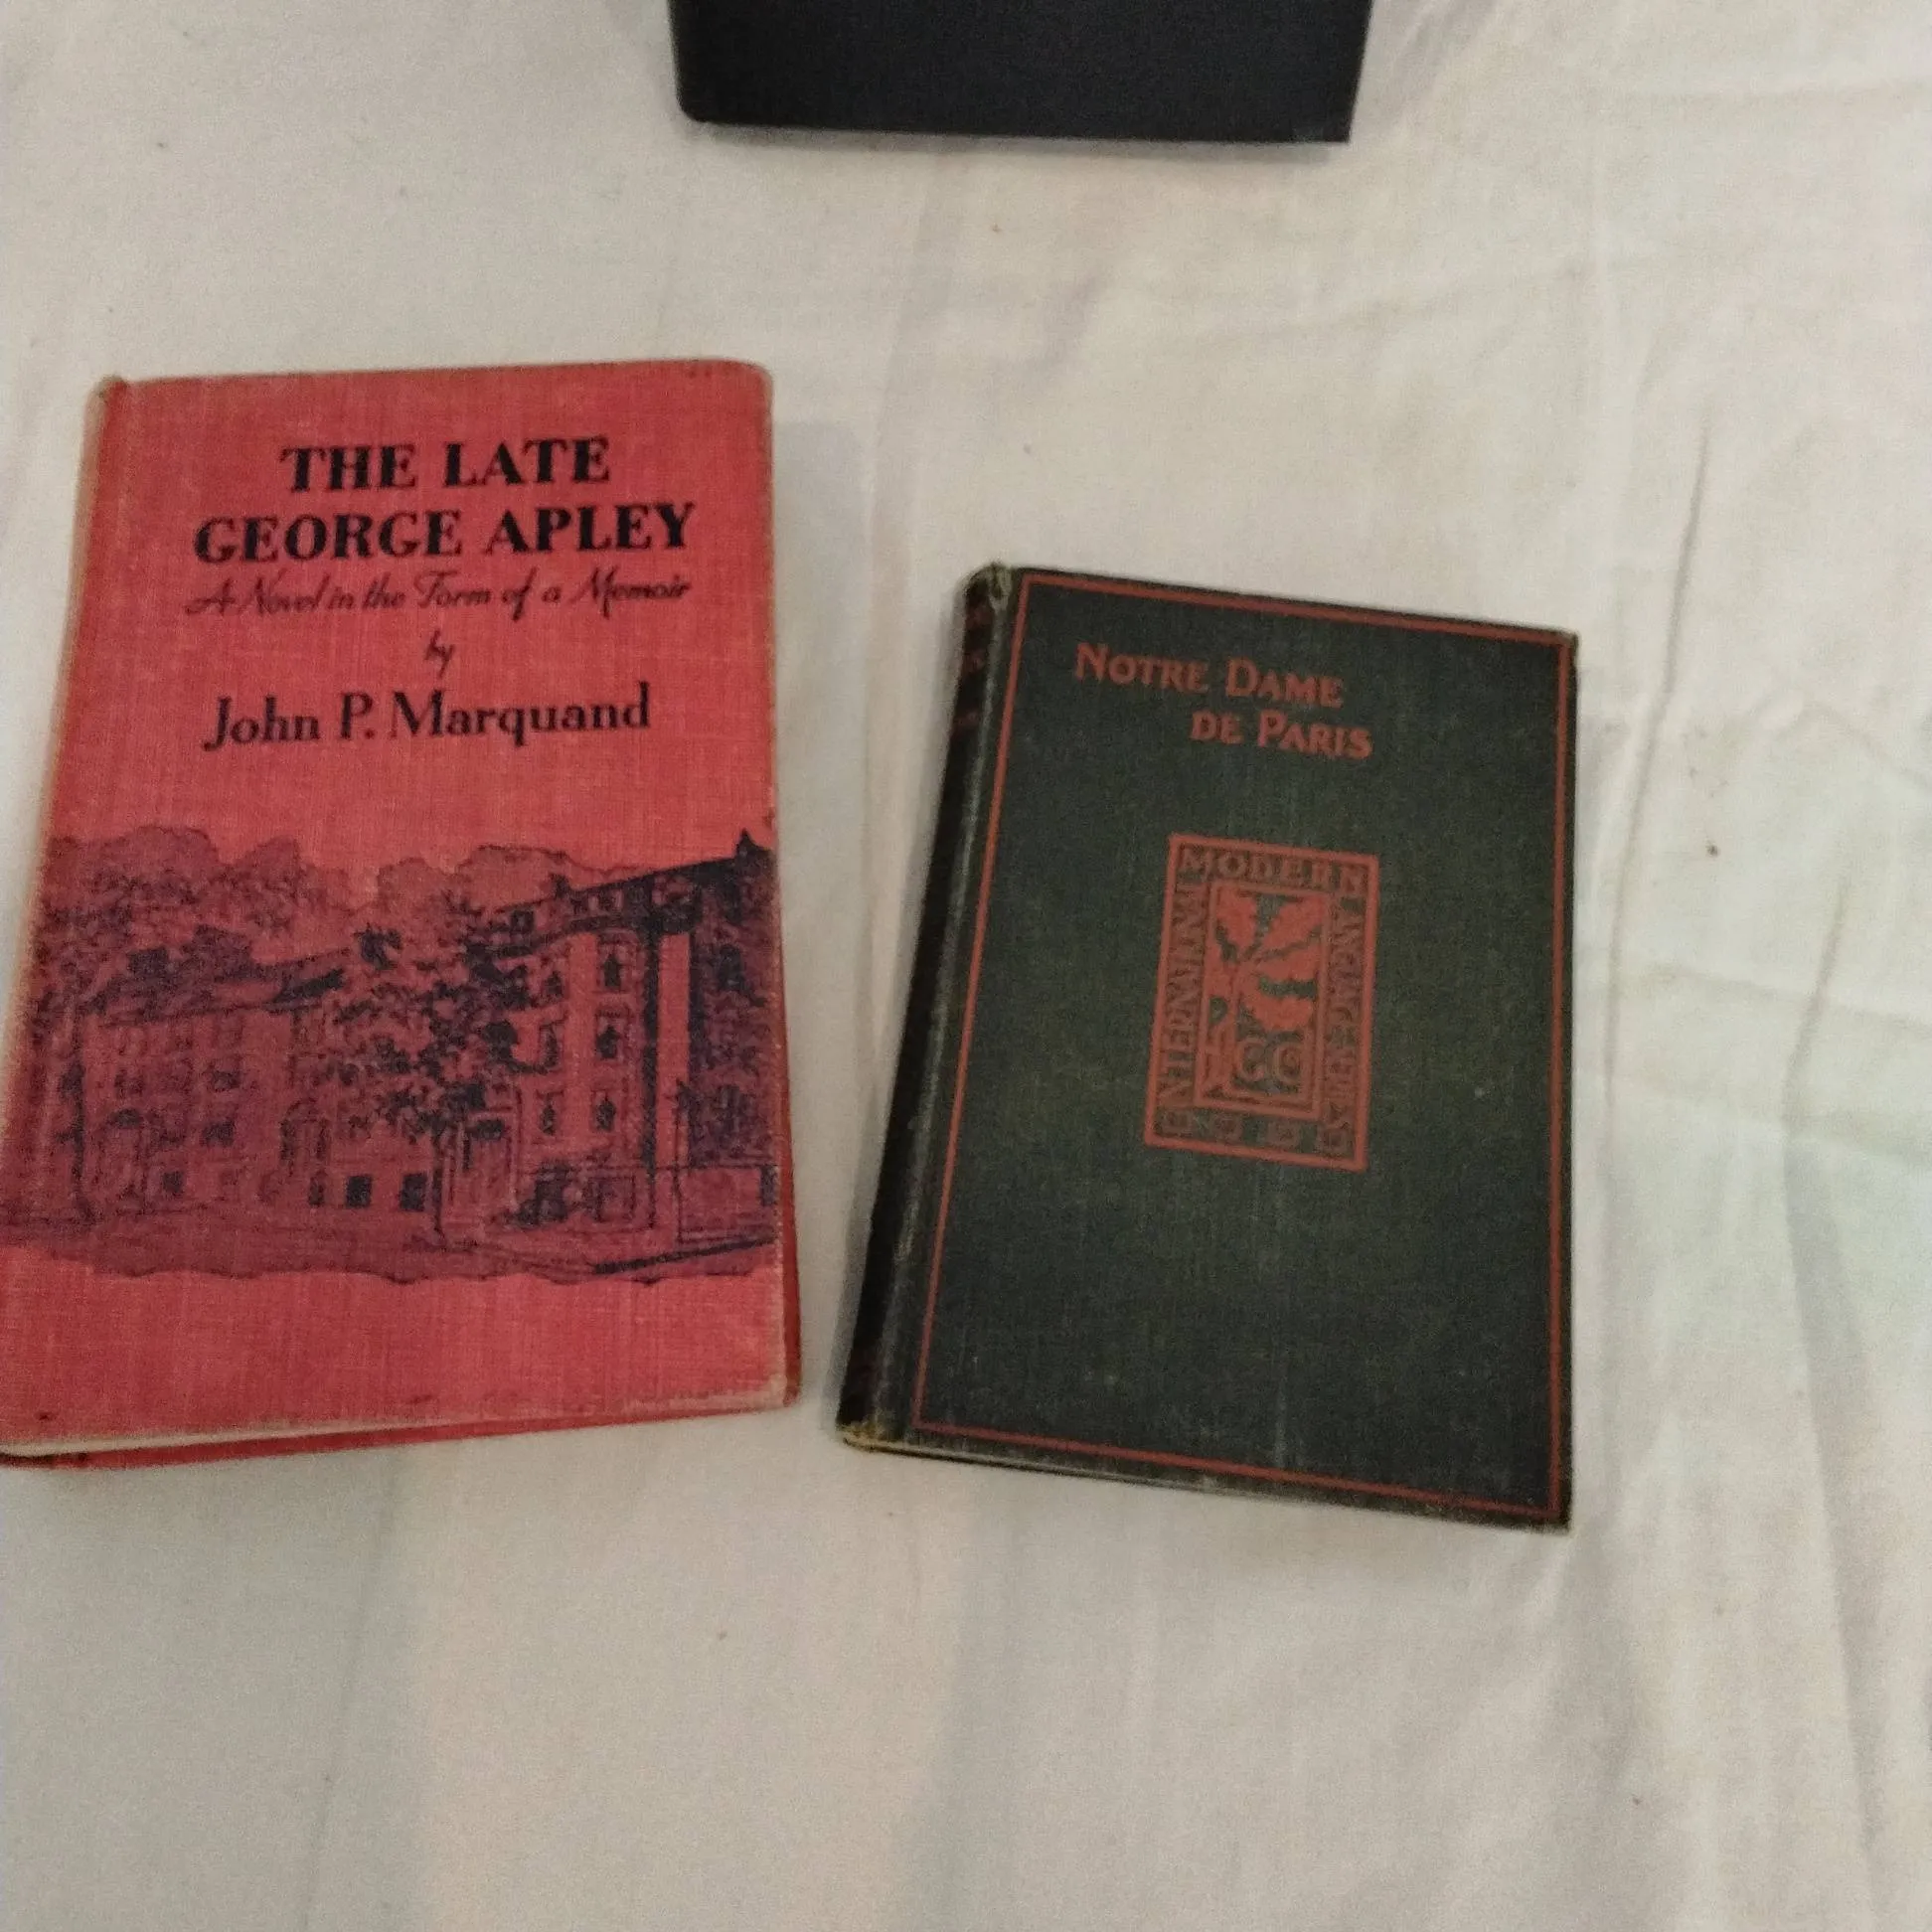 THE LATE
GEORGE APLEY
A Novel in the Form of a Memoir
by
John P. Marquand
NOTRE DAME
DE PARIS
MODERN